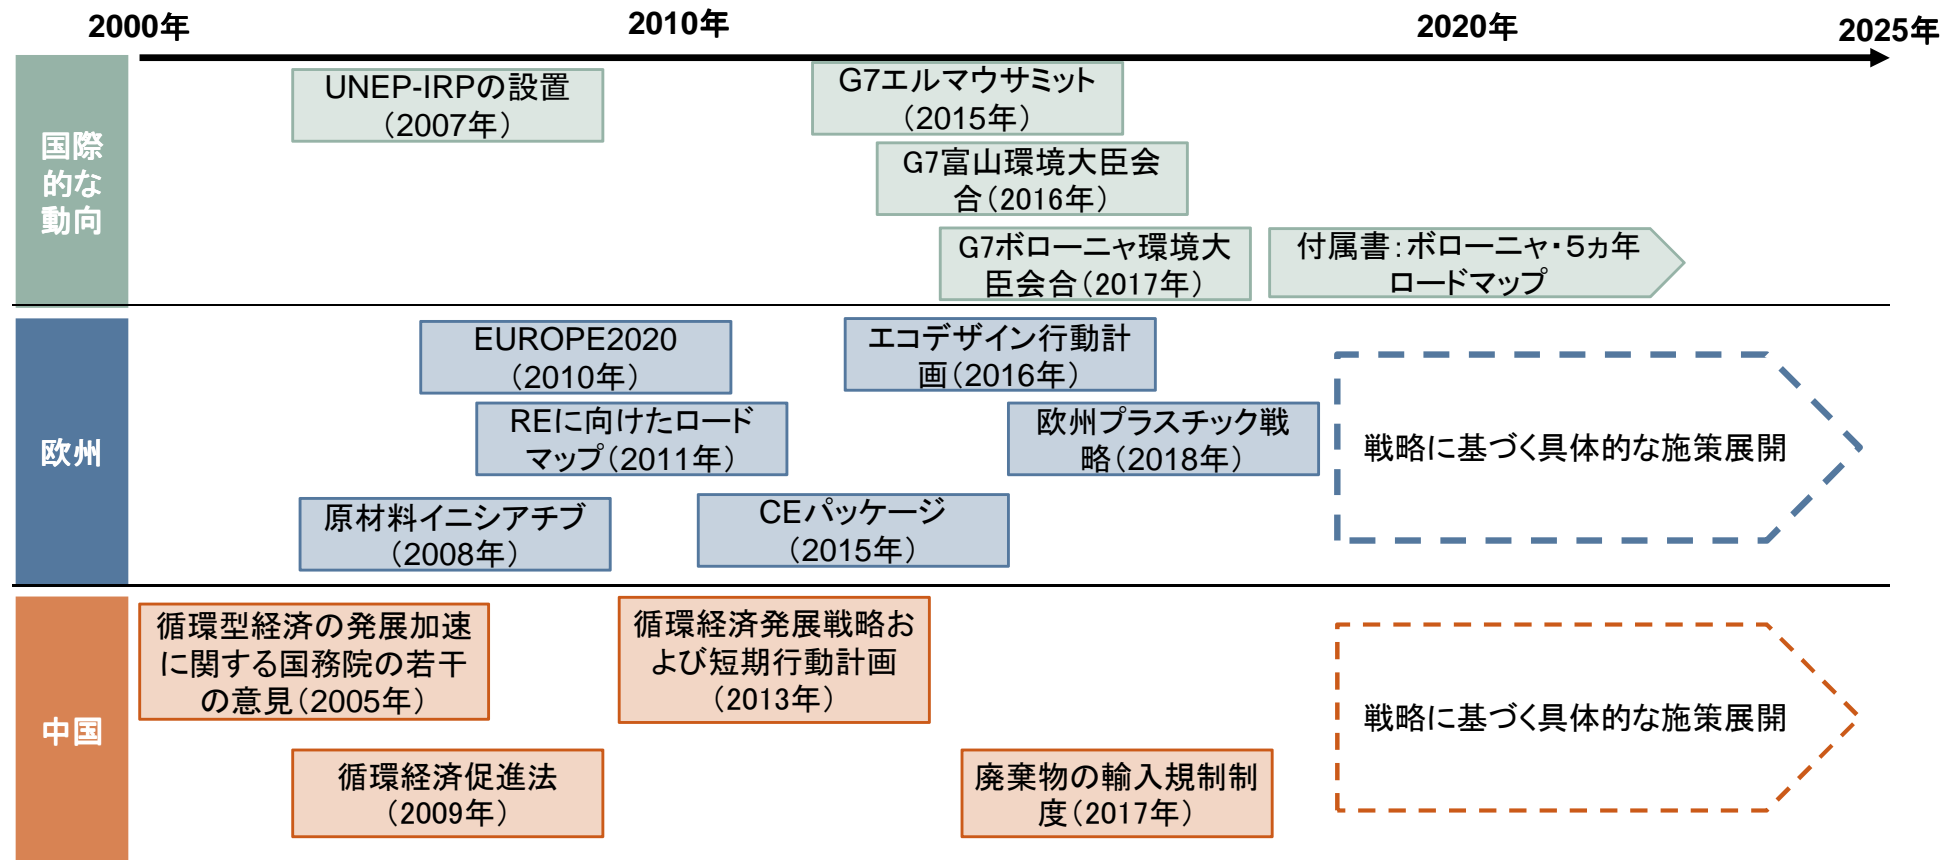 2000年
2010年
2020年
2025年
国際
的な
動向
UNEP-IRPの設置
（2007年）
G7エルマウサミット
（2015年）
G7富山環境大臣会
合（2016年）
G7ボローニャ環境大
臣会合（2017年）
付属書：ボローニャ・５ヵ年
ロードマップ
欧州
EUROPE2020
（2010年）
エコデザイン行動計
画（2016年）
REに向けたロード
マップ（2011年）
欧州プラスチック戦
略（2018年）
原材料イニシアチブ
（2008年）
CEパッケージ
（2015年）
戦略に基づく具体的な施策展開
中国
循環型経済の発展加速
に関する国務院の若干
の意見（2005年）
循環経済発展戦略お
よび短期行動計画
（2013年）
循環経済促進法
（2009年）
廃棄物の輸入規制制
度（2017年）
戦略に基づく具体的な施策展開